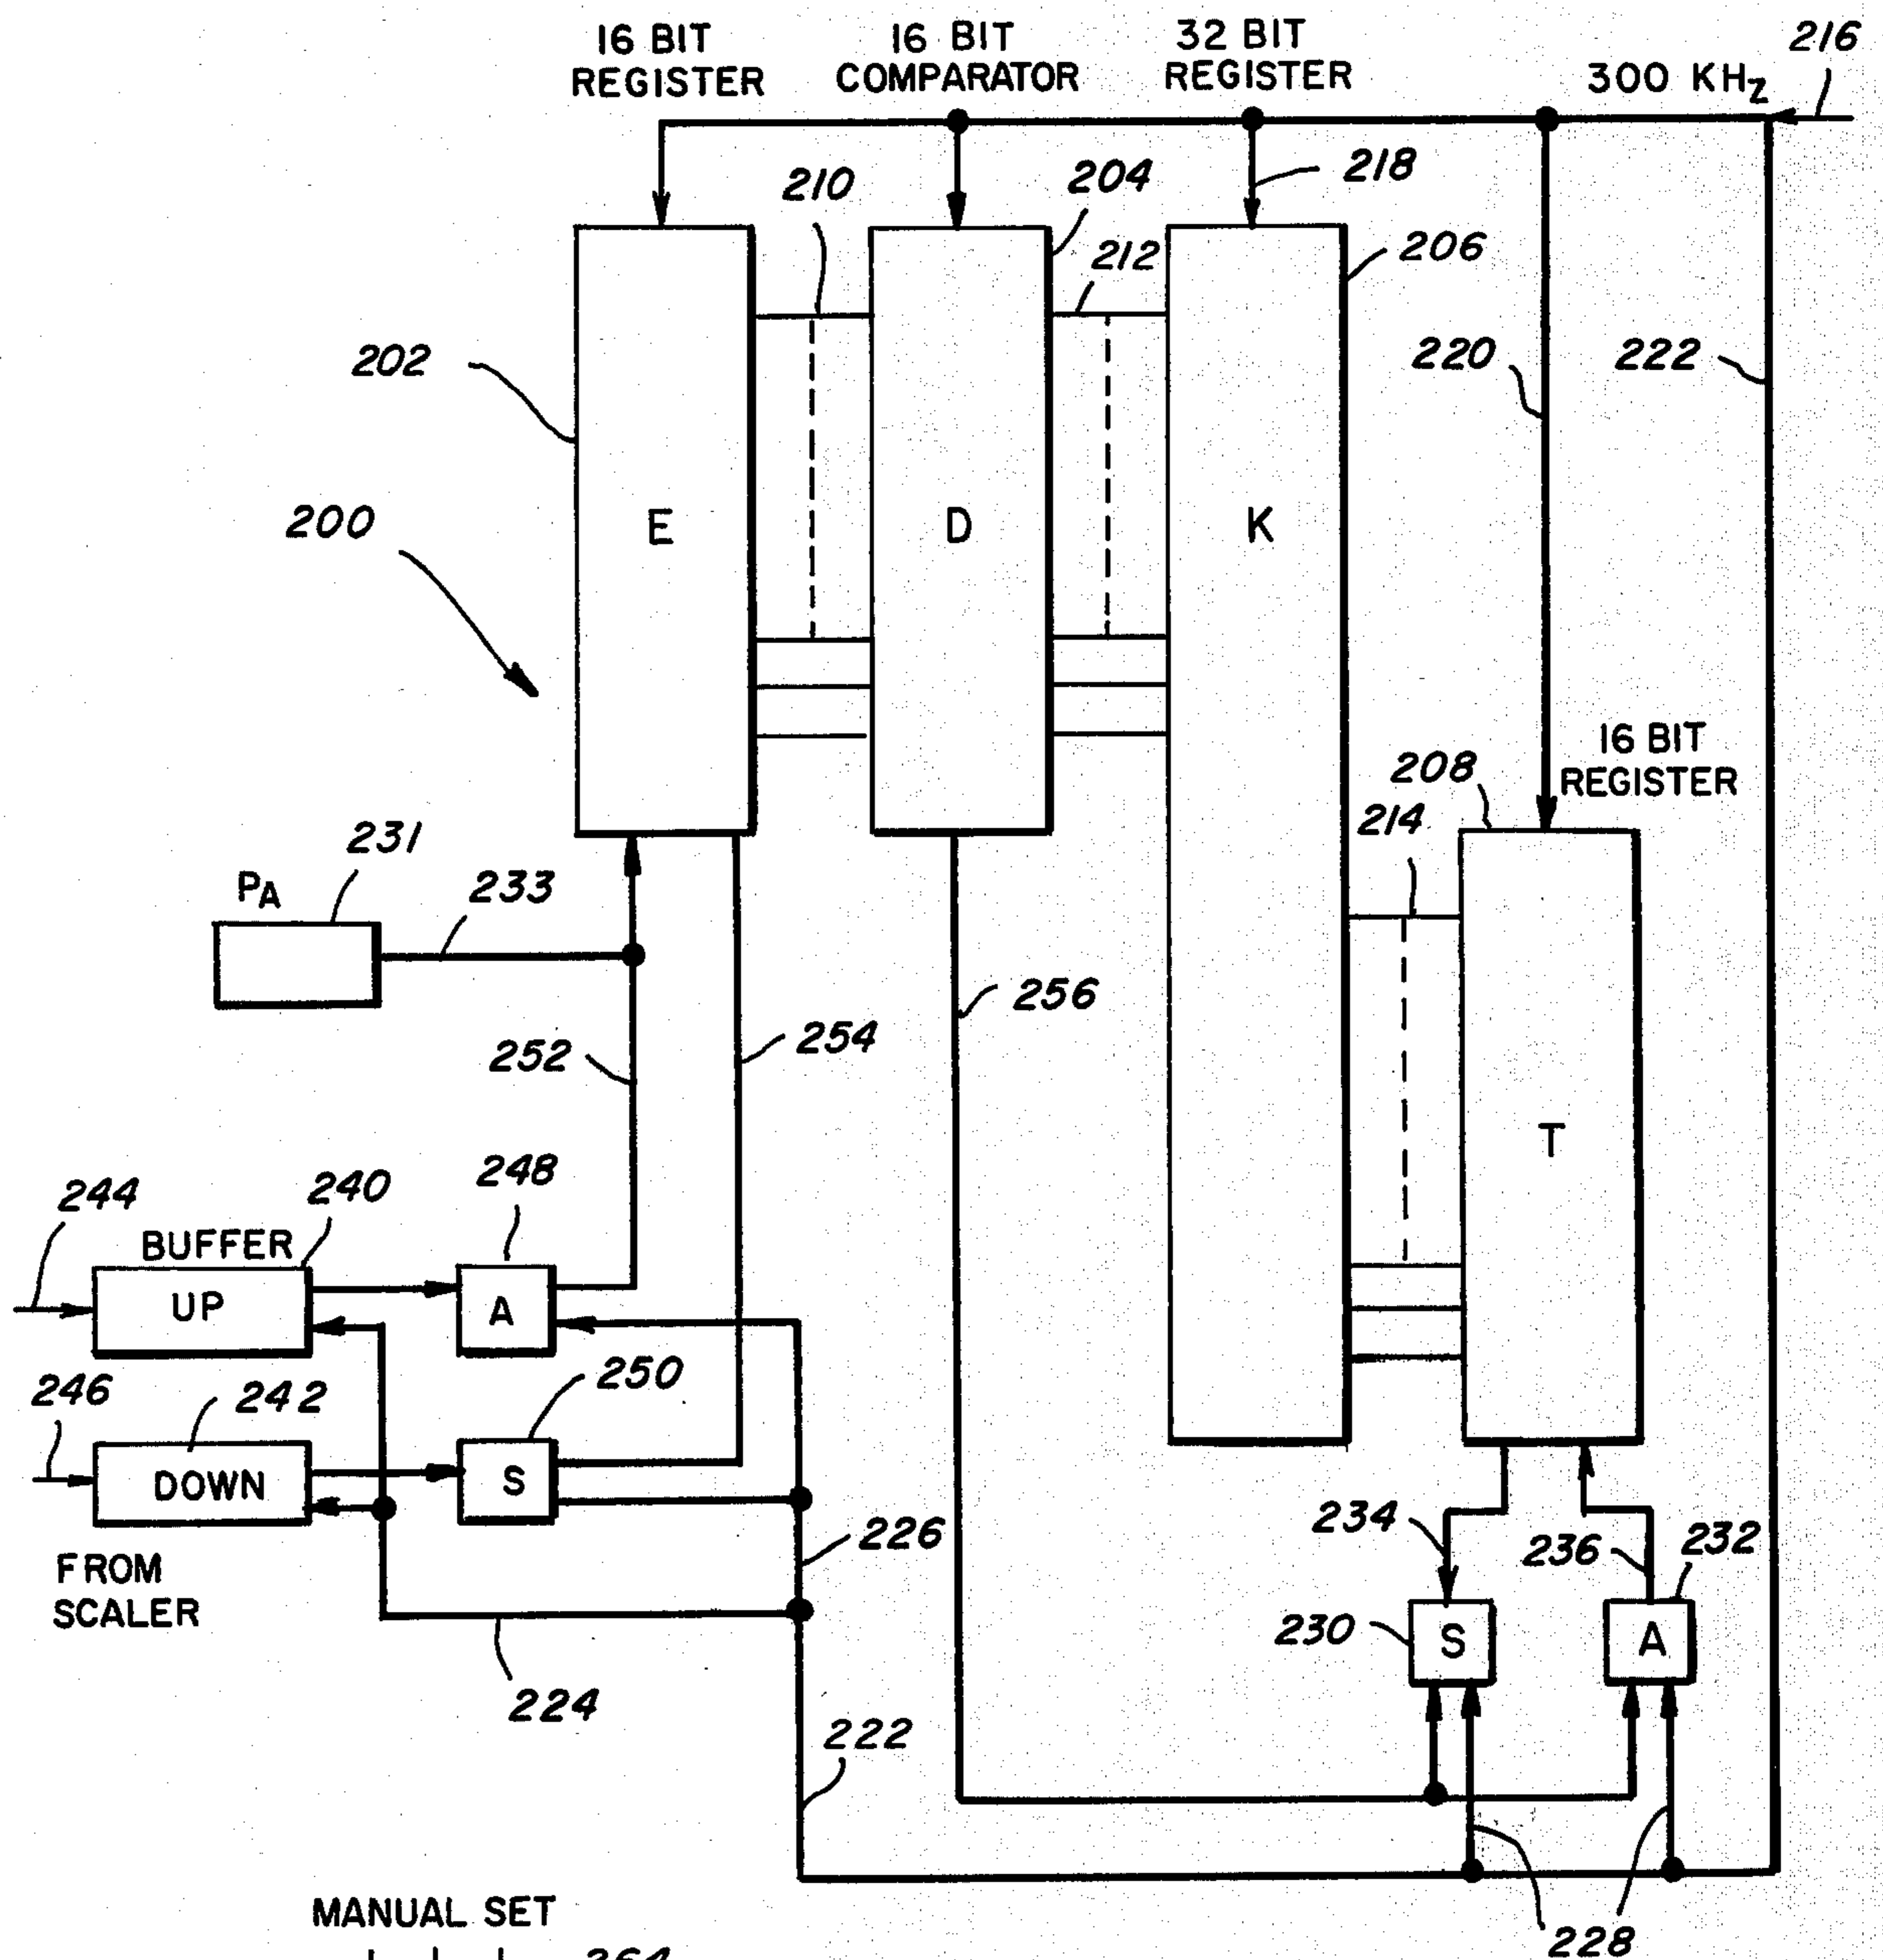 16 BIT
REGISTER
16 BIT
COMPARATOR
32 BIT
REGISTER
300 KHz
216
210
204
218
212
206
202
220
222
200
E
D
K
16 BIT
REGISTER
208
214
231
PA
233
256
252
254
T
248
244
240
BUFFER
UP
A
250
246
242
DOWN
S
226
234
236
232
FROM
SCALER
230
S
A
224
222
MANUAL SET
264
228